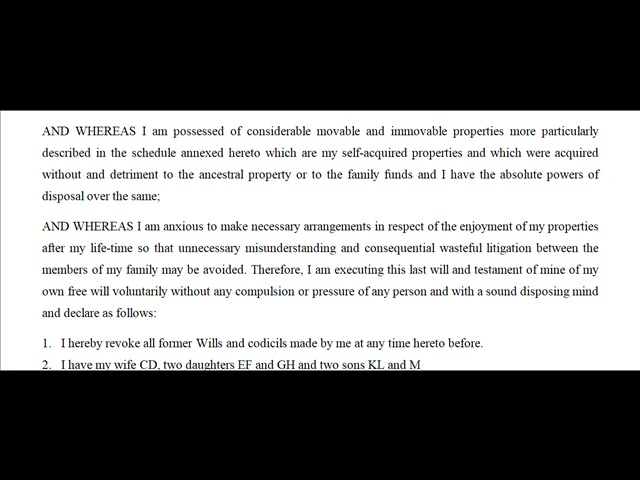 AND WHEREAS I am possessed of considerable movable and immovable properties more particularly
described in the schedule annexed hereto which are my self-acquired properties and which were acquired
without and detriment to the ancestral property or to the family funds and I have the absolute powers of
disposal over the same;
AND WHEREAS I am anxious to make necessary arrangements in respect of the enjoyment of my properties
after my life-time so that unnecessary misunderstanding and consequential wasteful litigation between the
members of my family may be avoided. Therefore, I am executing this last will and testament of mine of my
own free will voluntarily without any compulsion or pressure of any person and with a sound disposing mind
and declare as follows:
1. I hereby revoke all former Wills and codicils made by me at any time hereto before.
2. I have my wife CD, two daughters EF and GH and two sons KL and M